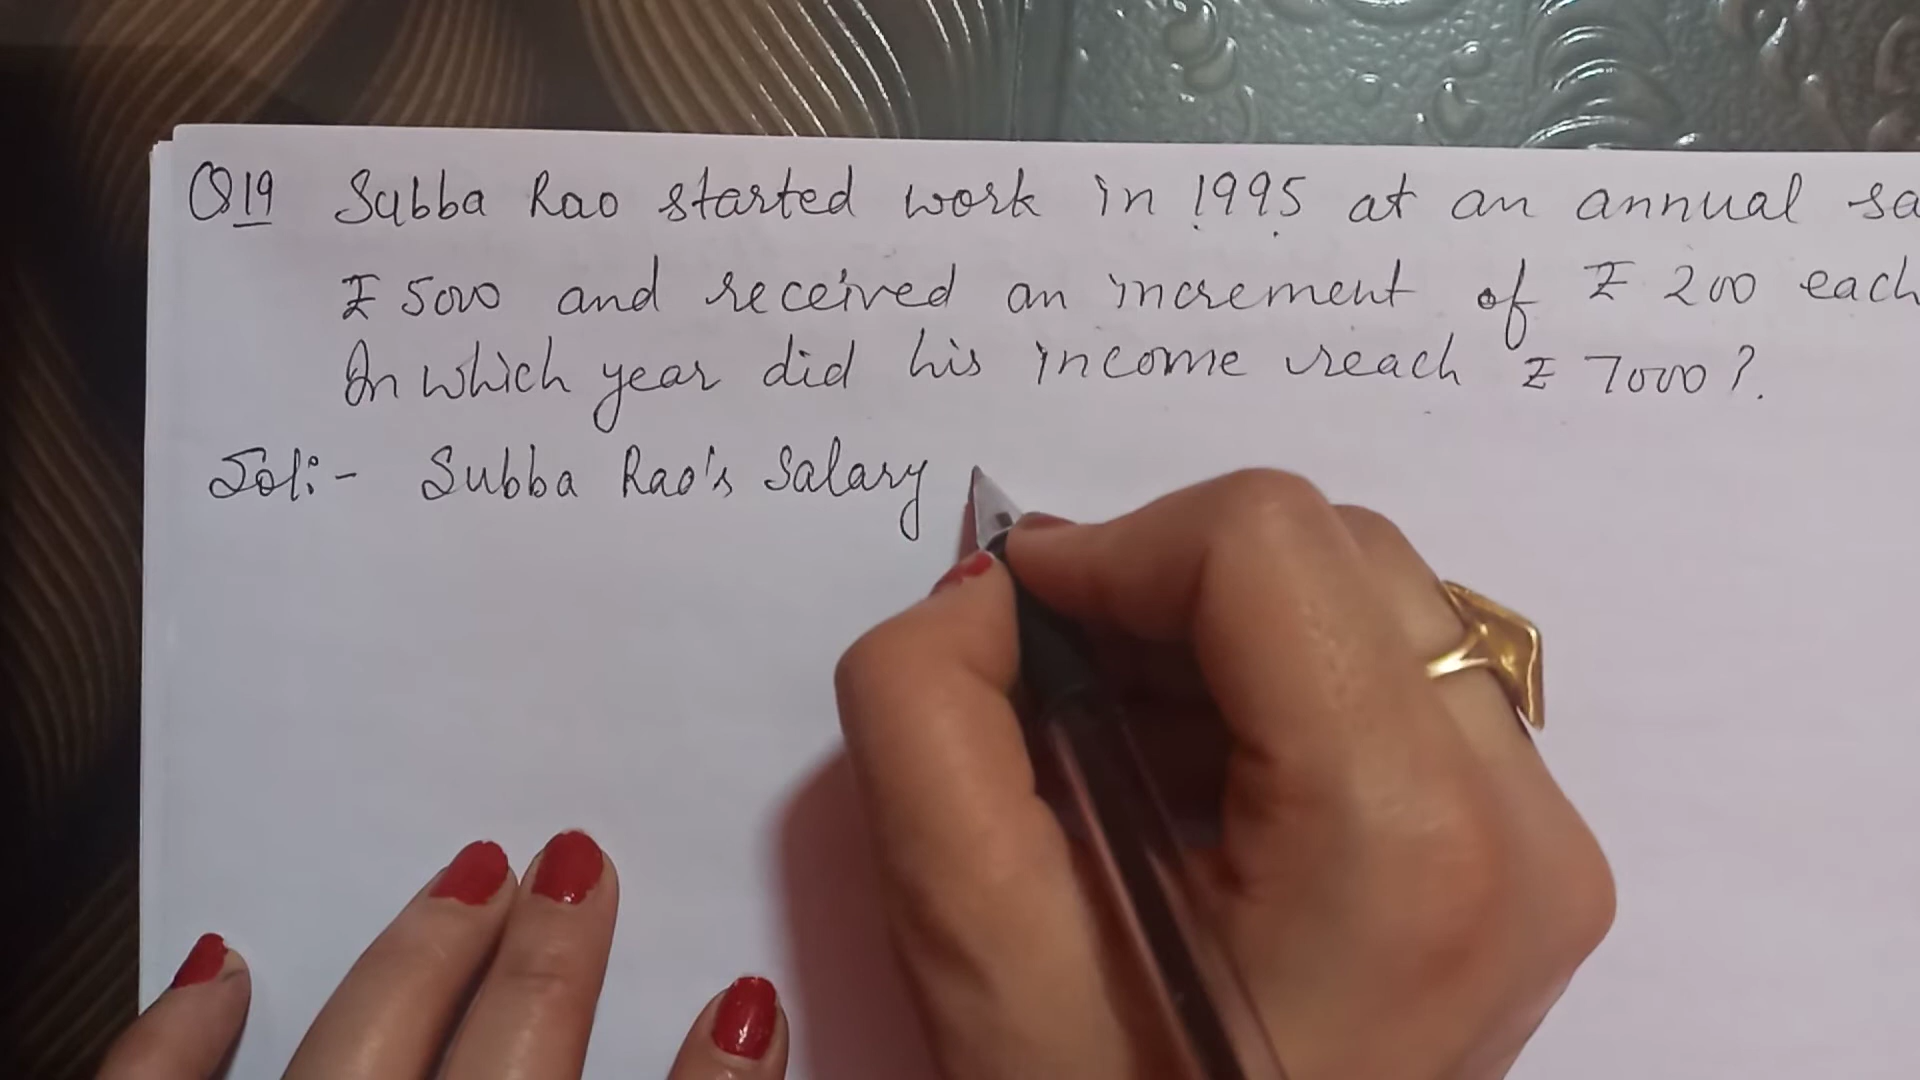 Q19 Subba Rao started work in 1995 at an annual sa
₹ 5000 and received an increment of ₹ 200 each
In which year did his income reach ₹ 7000?.
Sol:- Subba Rao's Salary